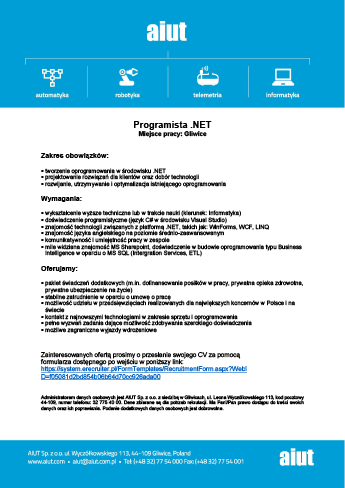 aiut
automatyka
robotyka
telemetria
informatyka
Programista .NET
Miejsce pracy: Gliwice
Zakres obowiązków:
• tworzenie oprogramowania w środowisku .NET
• projektowanie rozwiązań dla klientów oraz dobór technologii
• rozwijanie, utrzymywanie i optymalizacja istniejącego oprogramowania
Wymagania:
• wykształcenie wyższe techniczne lub w trakcie nauki (kierunek: informatyka)
• doświadczenie programistyczne (język C# w środowisku Visual Studio)
• znajomość technologii związanych z platformą .NET, takich jak: WinForms, WCF, LINQ
• znajomość języka angielskiego na poziomie średnio-zaawansowanym
• komunikatywność i umiejętność pracy w zespole
• mile widziana znajomość MS Sharepoint, doświadczenie w budowie oprogramowania typu Business
Intelligence w oparciu o MS SQL (Intergration Services, ETL)
Oferujemy:
• pakiet świadczeń dodatkowych (m.in. dofinansowanie posiłków w pracy, prywatna opieka zdrowotna,
prywatne ubezpieczenie na życie)
• stabilne zatrudnienie w oparciu o umowę o pracę
• możliwość udziału w przedsięwzięciach realizowanych dla największych koncernów w Polsce i na
świecie
• kontakt z najnowszymi technologiami w zakresie sprzętu i oprogramowania
• pełne wyzwań zadania dające możliwość zdobywania szerokiego doświadczenia
• możliwe zagraniczne wyjazdy wdrożeniowe
Zainteresowanych ofertą prosimy o przesłanie swojego CV za pomocą
formularza dostępnego po wejściu w poniższy link:
https://system.erecruiter.pl/FormTemplates/RecruitmentForm.aspx?WebI
D=f05081d2bd854b06b64d70cc926ada00
Administratorem danych osobowych jest AIUT Sp. z o.o. z siedzibą w Gliwicach, ul. Leona Wyczółkowskiego 113, kod pocztowy
44-109, numer telefonu: 32 775 40 00. Dane zbierane są dla potrzeb rekrutacji. Ma Pani/Pan prawo dostępu do treści swoich
danych oraz ich poprawiania. Podanie dodatkowych danych osobowych jest dobrowolne.
AIUT Sp. z o.o. ul. Wyczółkowskiego 113, 44-109 Gliwice, Poland
www.aiut.com • aiut@aiut.com.pl • Tel: (+48 32) 77 54 000 Fax: (+48 32) 77 54 001
aiut